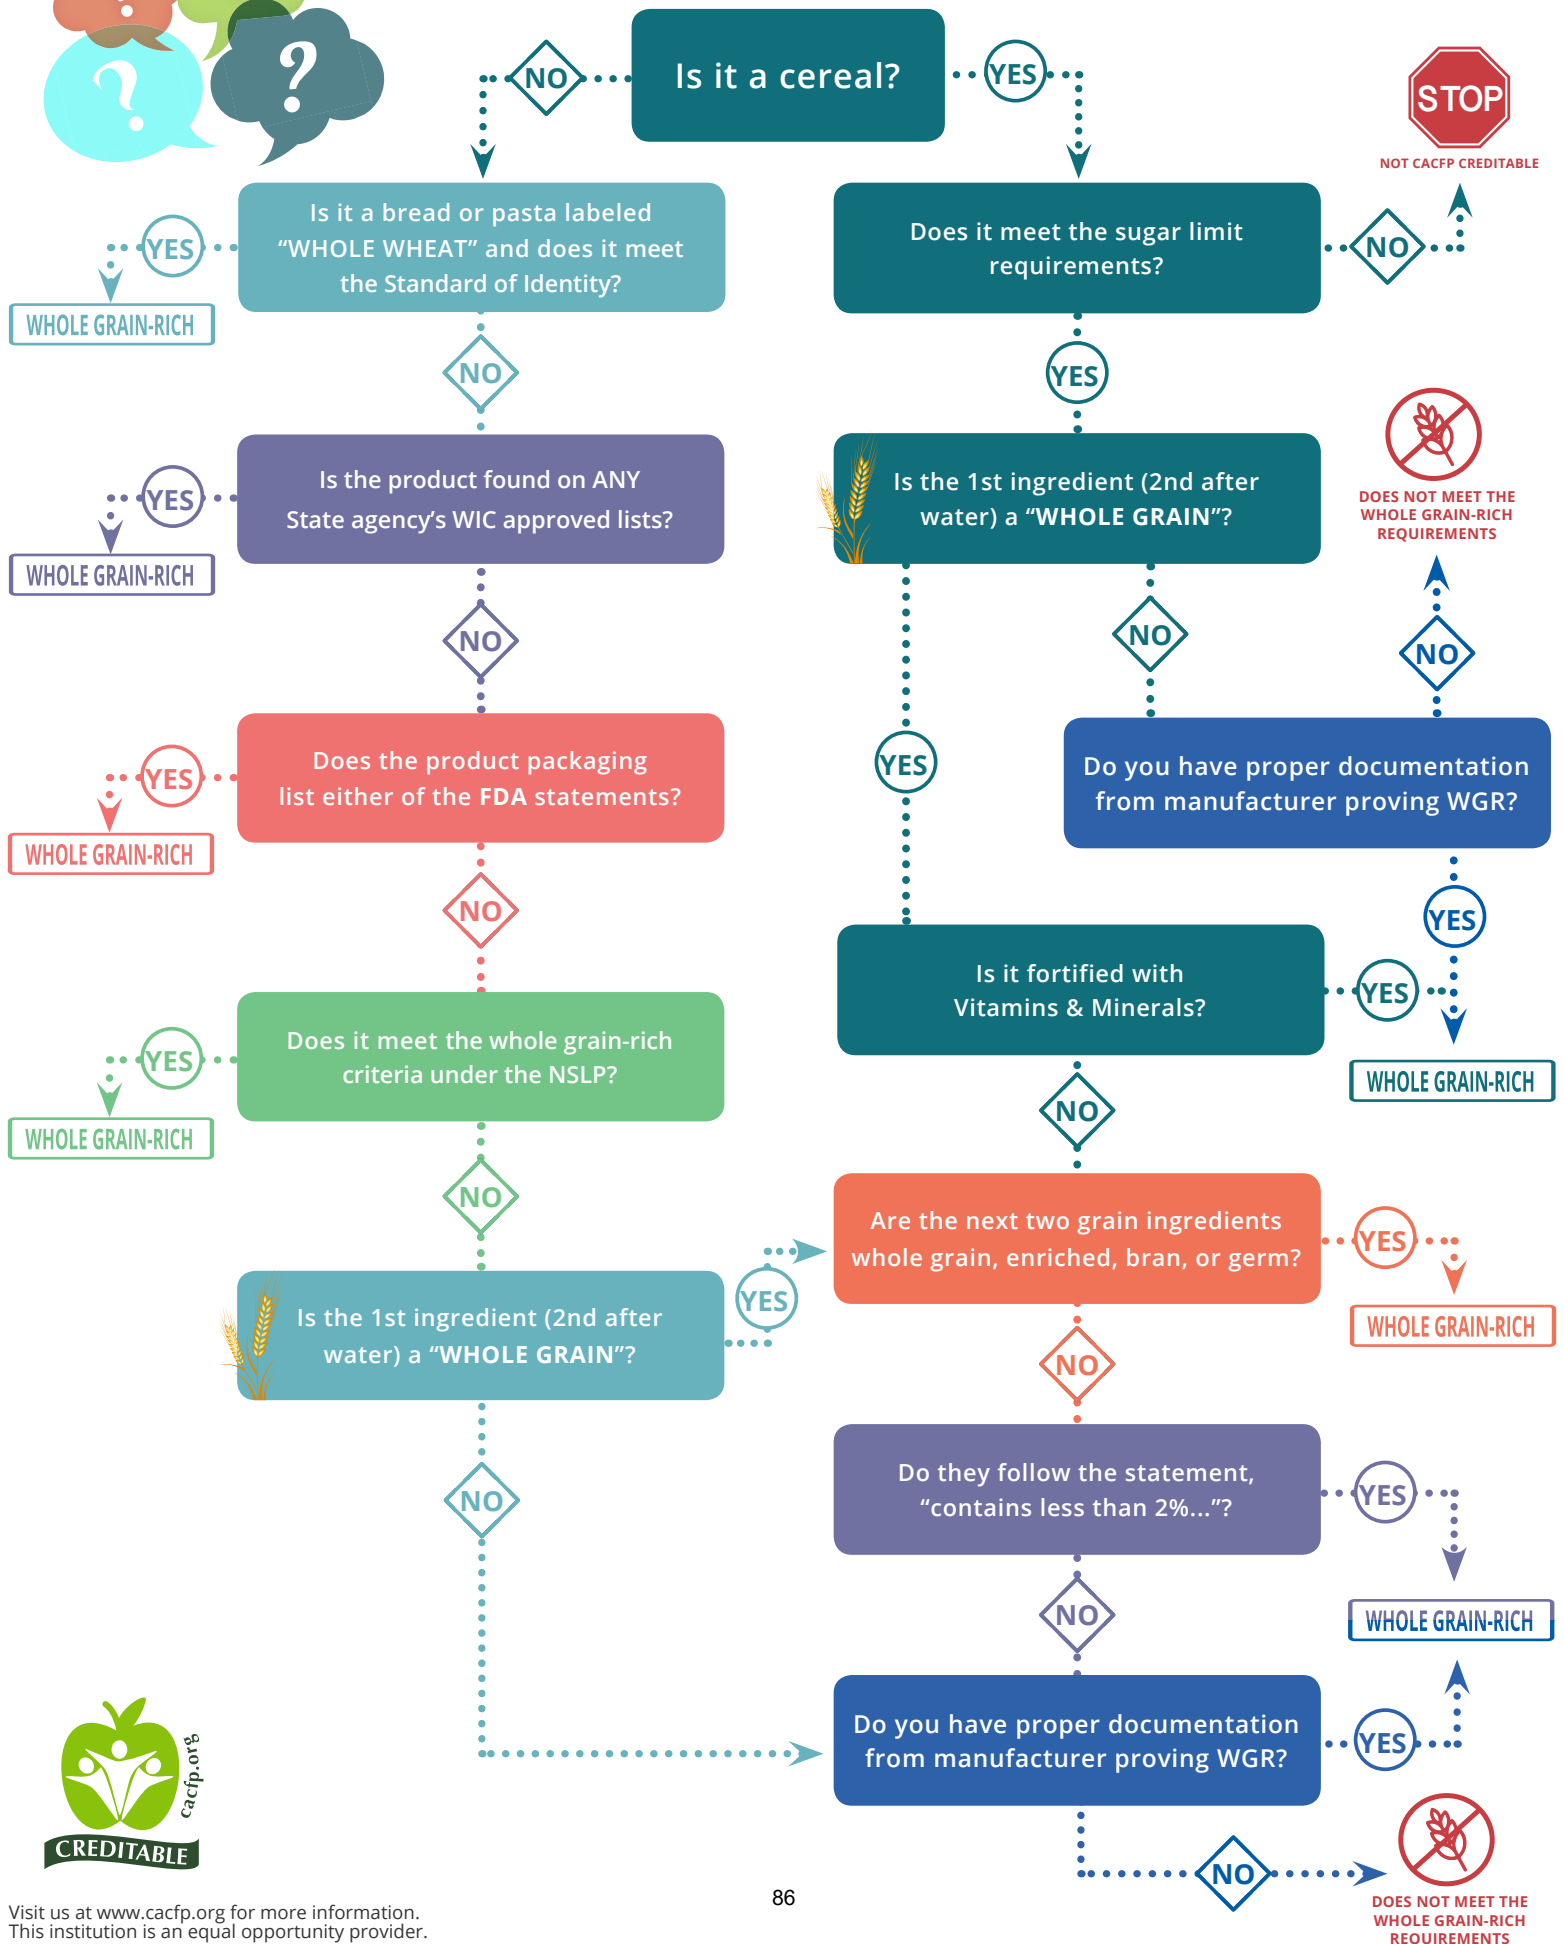 ?
?
?
Is it a cereal?
NO
YES
STOP
NOT CACFP CREDITABLE
Is it a bread or pasta labeled
“WHOLE WHEAT” and does it meet
the Standard of Identity?
YES
WHOLE GRAIN-RICH
NO
Does it meet the sugar limit
requirements?
NO
YES
Is the product found on ANY
State agency’s WIC approved lists?
YES
WHOLE GRAIN-RICH
NO
Is the 1st ingredient (2nd after
water) a “WHOLE GRAIN”?
YES
NO
DOES NOT MEET THE
WHOLE GRAIN-RICH
REQUIREMENTS
NO
Do you have proper documentation
from manufacturer proving WGR?
YES
Does the product packaging
list either of the FDA statements?
YES
WHOLE GRAIN-RICH
NO
Is it fortified with
Vitamins & Minerals?
YES
WHOLE GRAIN-RICH
NO
Does it meet the whole grain-rich
criteria under the NSLP?
YES
WHOLE GRAIN-RICH
NO
Is the 1st ingredient (2nd after
water) a “WHOLE GRAIN”?
YES
NO
Are the next two grain ingredients
whole grain, enriched, bran, or germ?
YES
WHOLE GRAIN-RICH
NO
Do they follow the statement,
“contains less than 2%...”?
YES
WHOLE GRAIN-RICH
NO
Do you have proper documentation
from manufacturer proving WGR?
YES
NO
DOES NOT MEET THE
WHOLE GRAIN-RICH
REQUIREMENTS
cacfp.org
CREDITABLE
Visit us at www.cacfp.org for more information.
This institution is an equal opportunity provider.
86